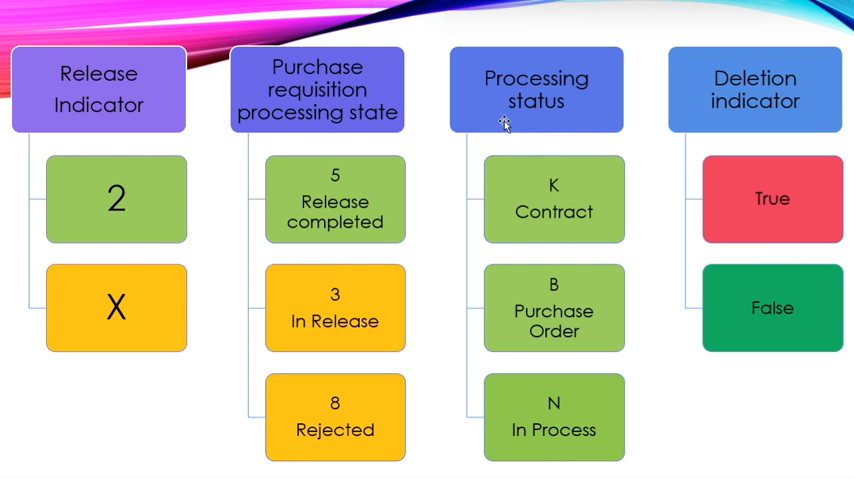 Release
Indicator
2
X
Purchase
requisition
processing state
5
Release
completed
3
In Release
8
Rejected
Processing
status
K
Contract
B
Purchase
Order
N
In Process
Deletion
indicator
True
False